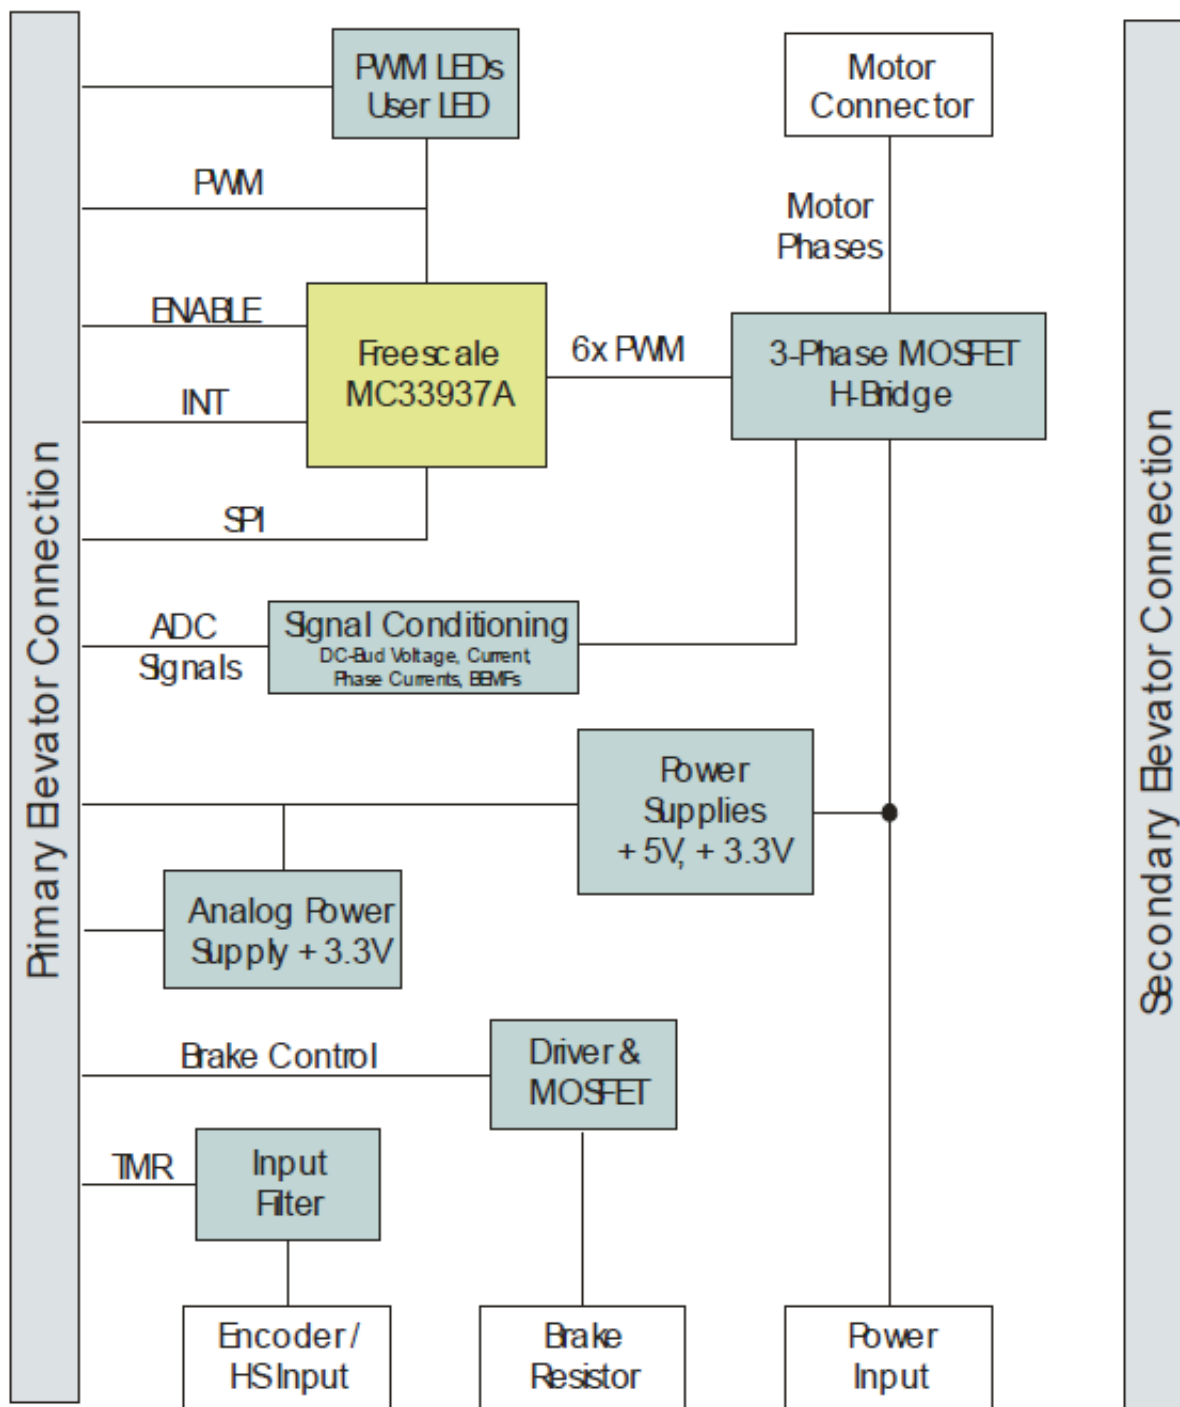 PWM LEDs
User LED
Motor
Connector
PWM
Motor
Phases
ENABLE
Freescale
MC33937A
6x PWM
3-Phase MOSFET
H-Bridge
INT
SPI
ADC
Signals
Signal Conditioning
DC-Bud Voltage, Current,
Phase Currents, BEMFs
Power
Supplies
+ 5V, + 3.3V
Analog Power
Supply + 3.3V
Brake Control
Driver &
MOSFET
TMR
Input
Filter
Encoder /
HS Input
Brake
Resistor
Power
Input
Primary Elevator Connection
Secondary Elevator Connection